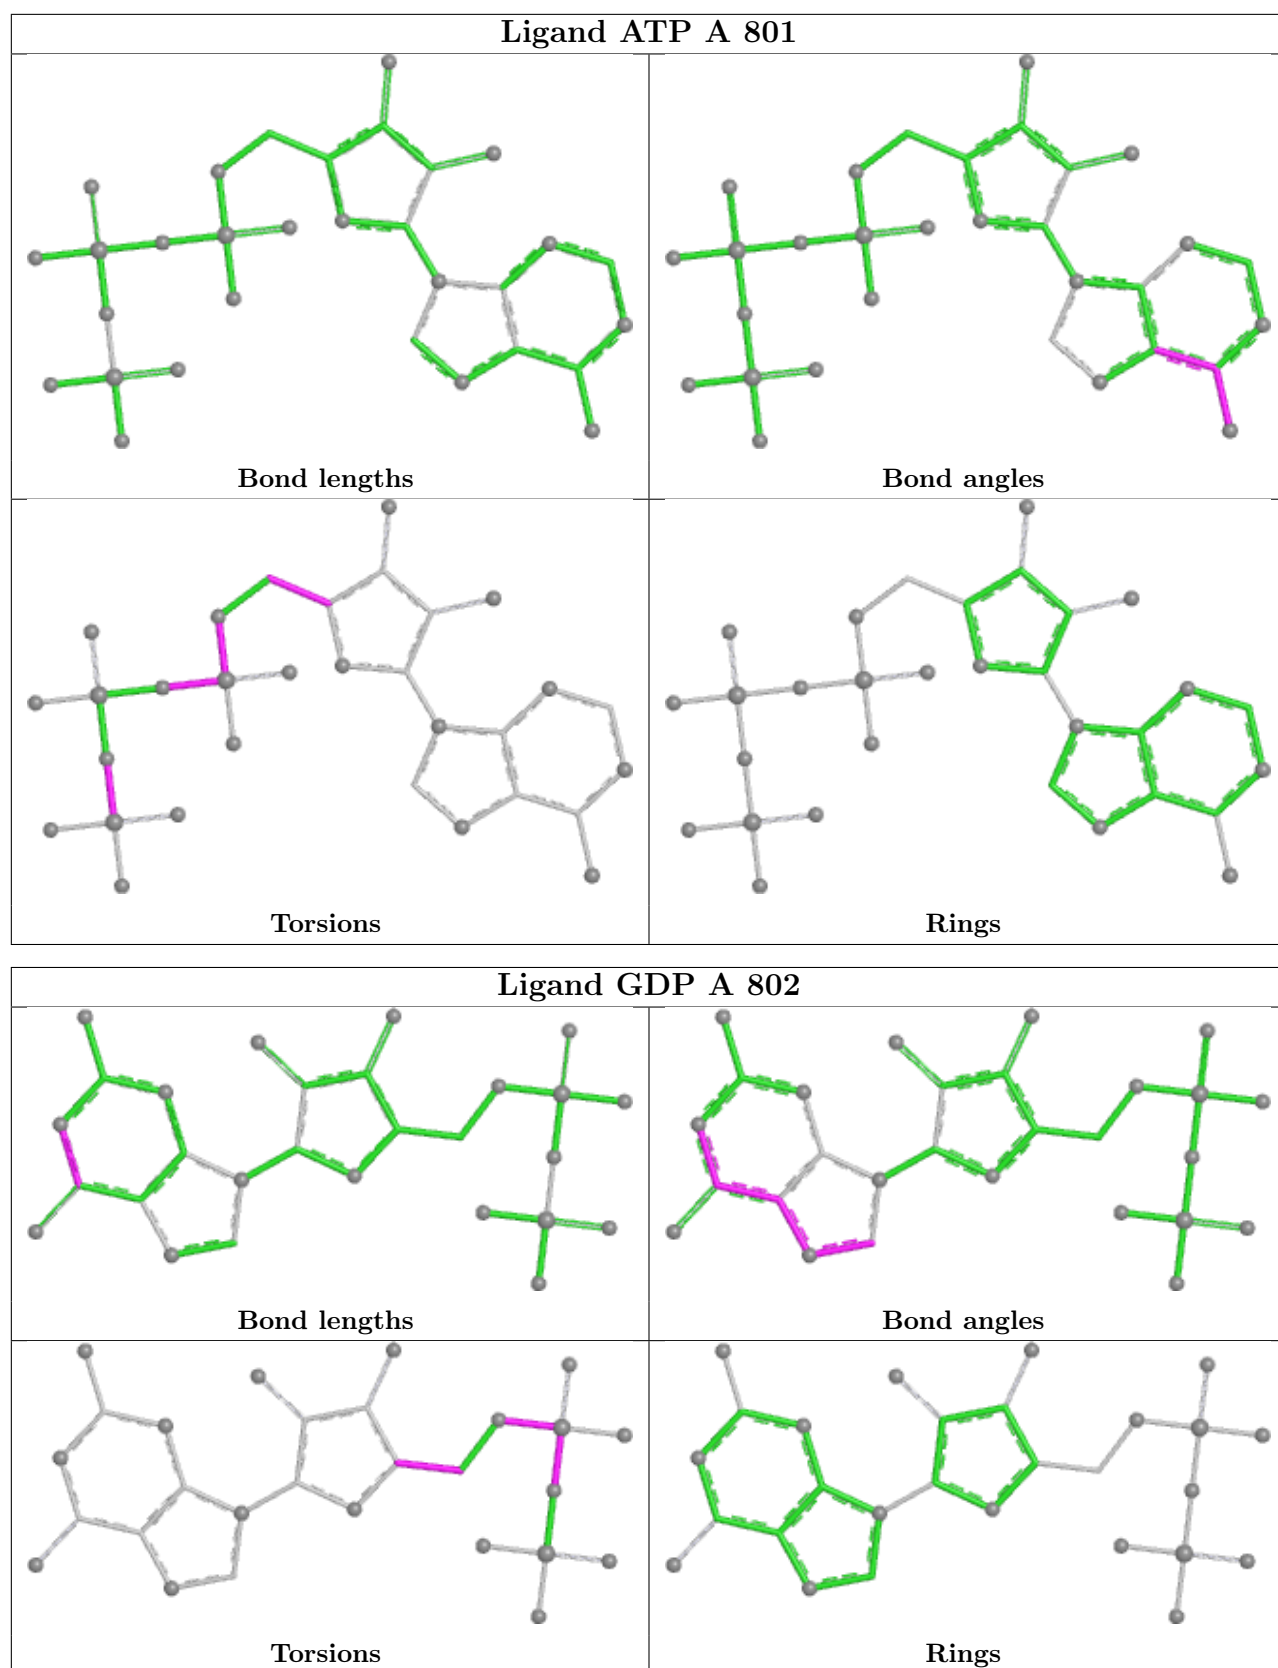 Ligand ATP A 801
Bond lengths
Bond angles
Torsions
Rings
Ligand GDP A 802
Bond lengths
Bond angles
Torsions
Rings